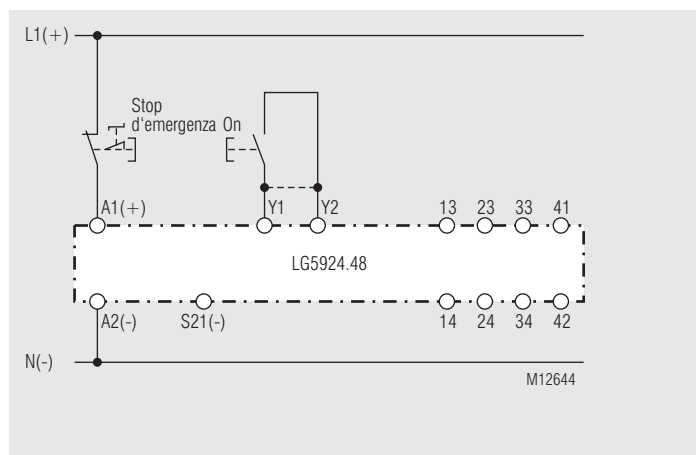 L1(+)
Stop
d‘emergenza On
A1(+) Y1 Y2 13 23 33 41
LG5924.48
A2(-) S21(-) 14 24 34 42
N(-)
M12644